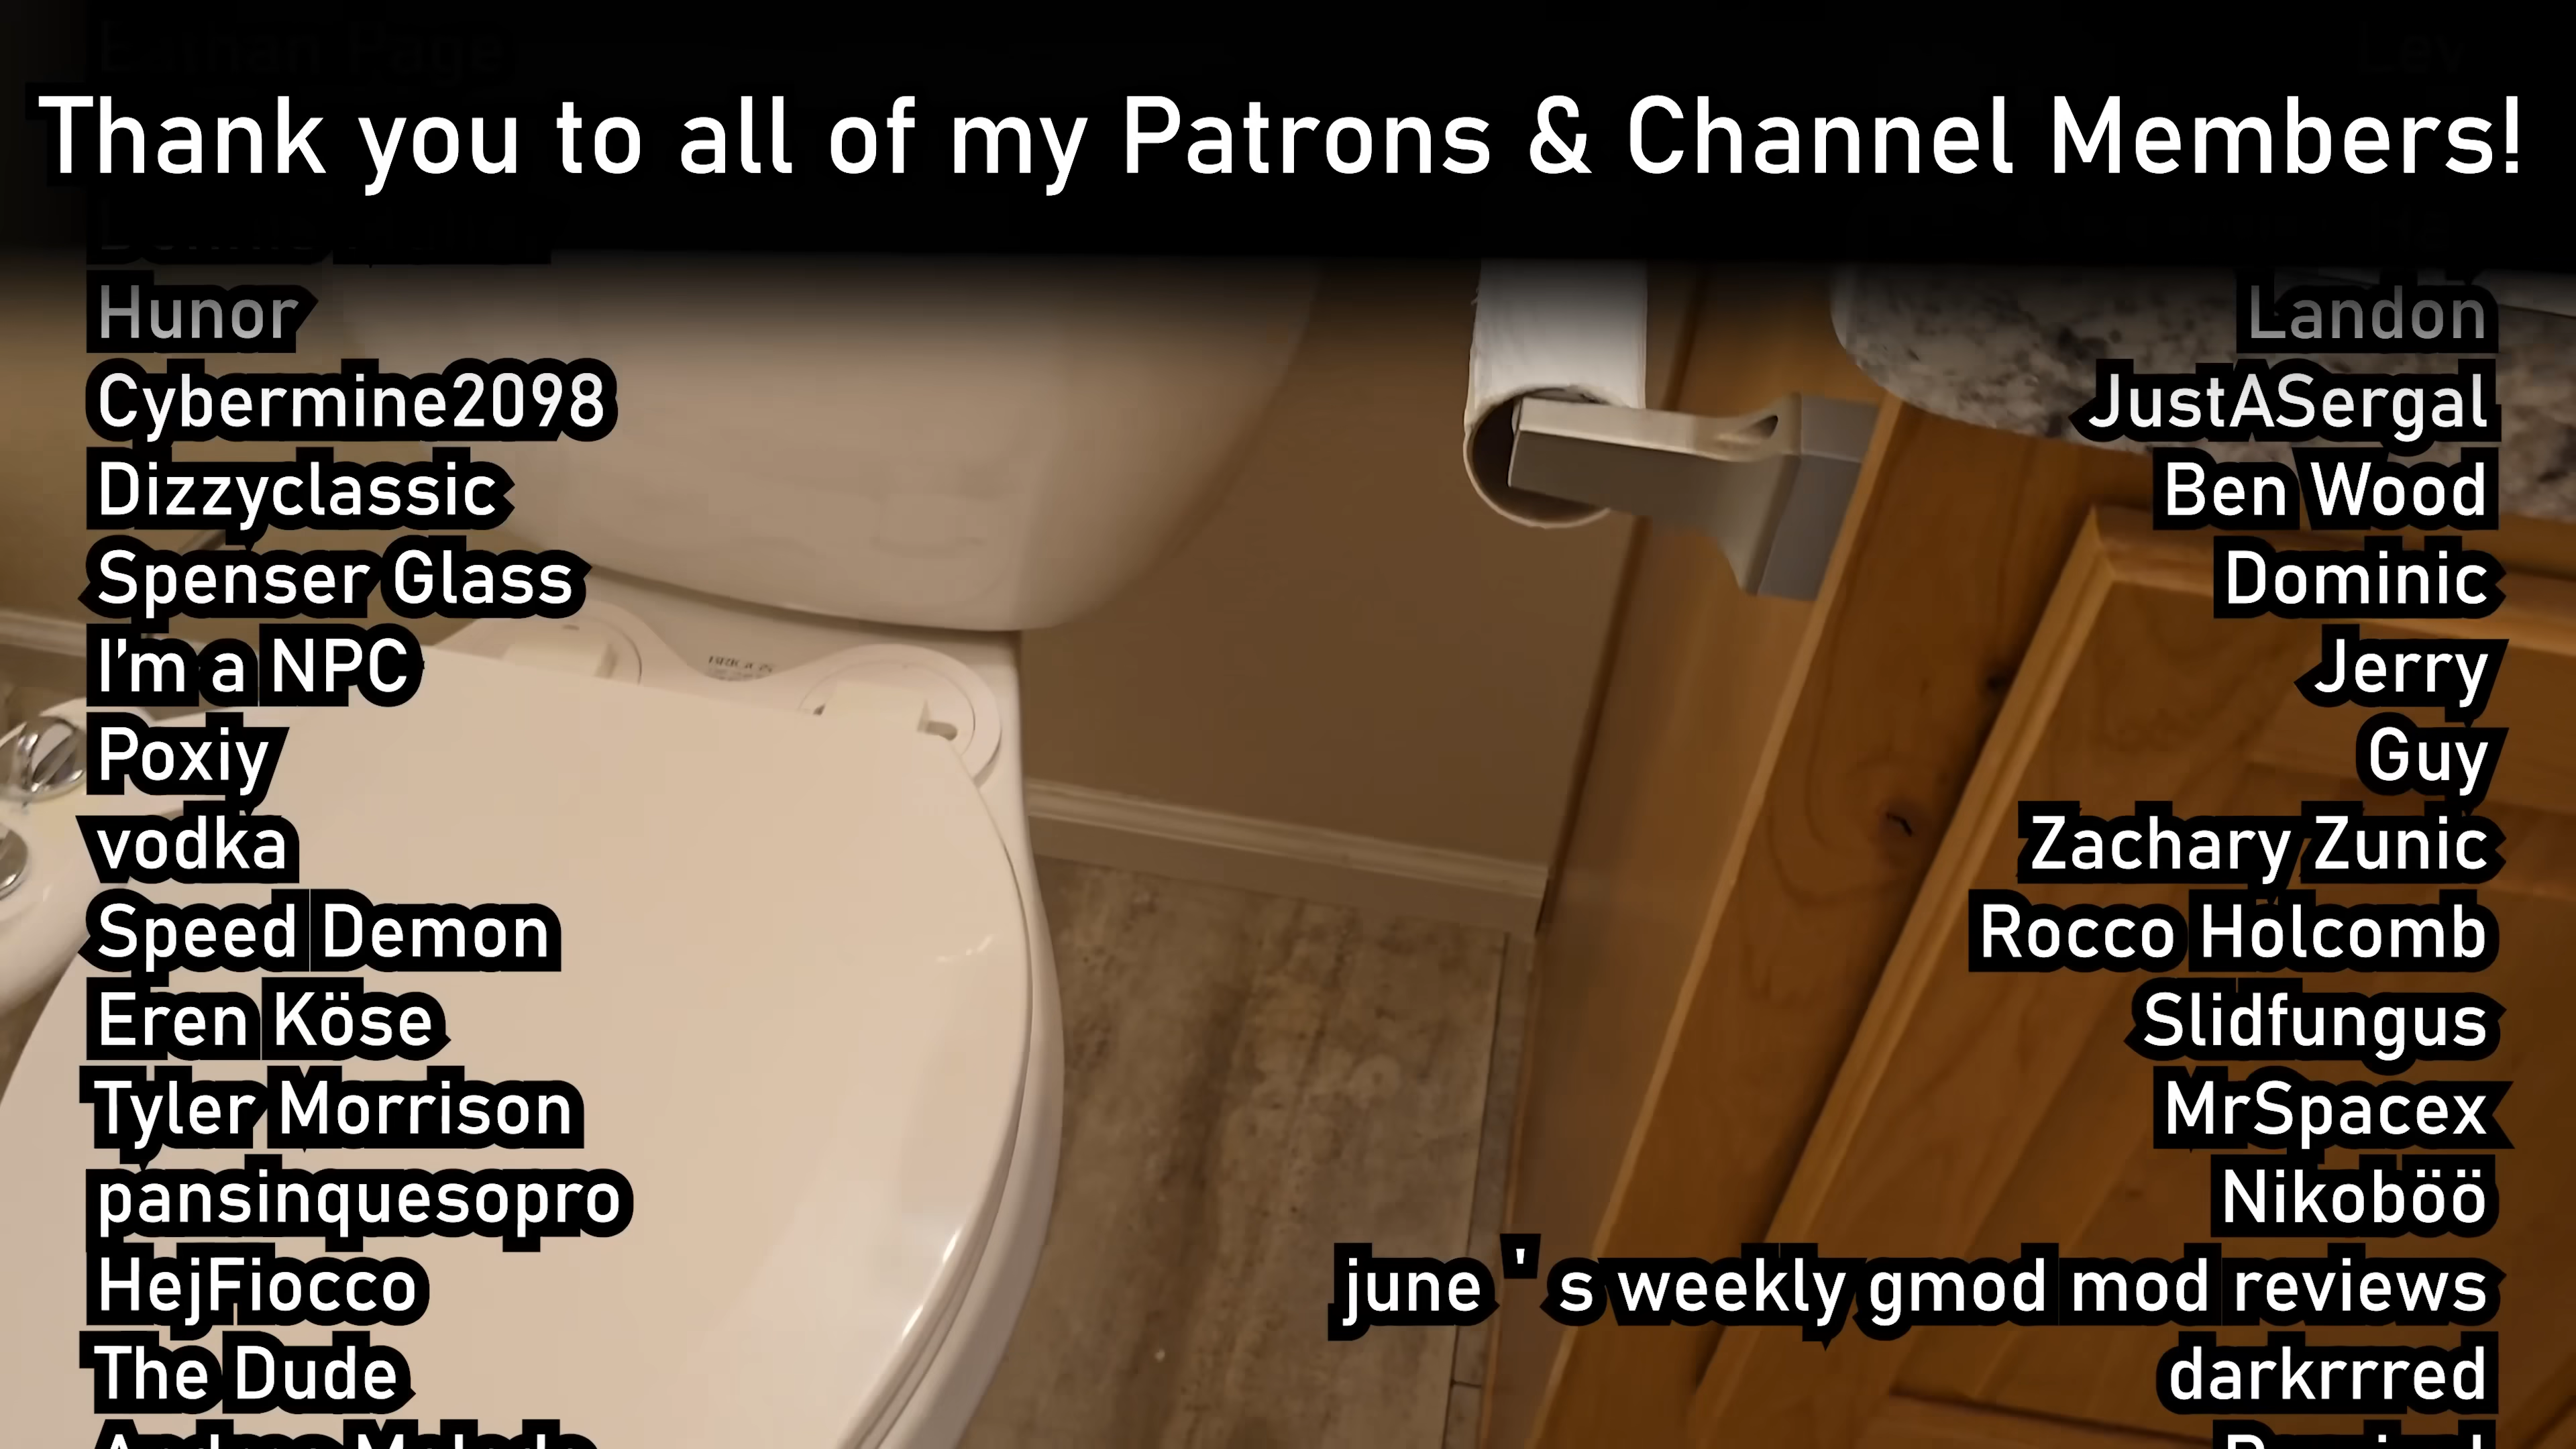 Thank you to all of my Patrons & Channel Members!
Hunor
Cybermine2098
Dizzyclassic
Spenser Glass
I'm a NPC
Poxiy
vodka
Speed Demon
Eren Köse
Tyler Morrison
pansinquesopro
HejFiocco
The Dude
Landon
JustASergal
Ben Wood
Dominic
Jerry
Guy
Zachary Zunic
Rocco Holcomb
Slidfungus
MrSpacex
Nikoböö
june ' s weekly gmod mod reviews
darkrrred